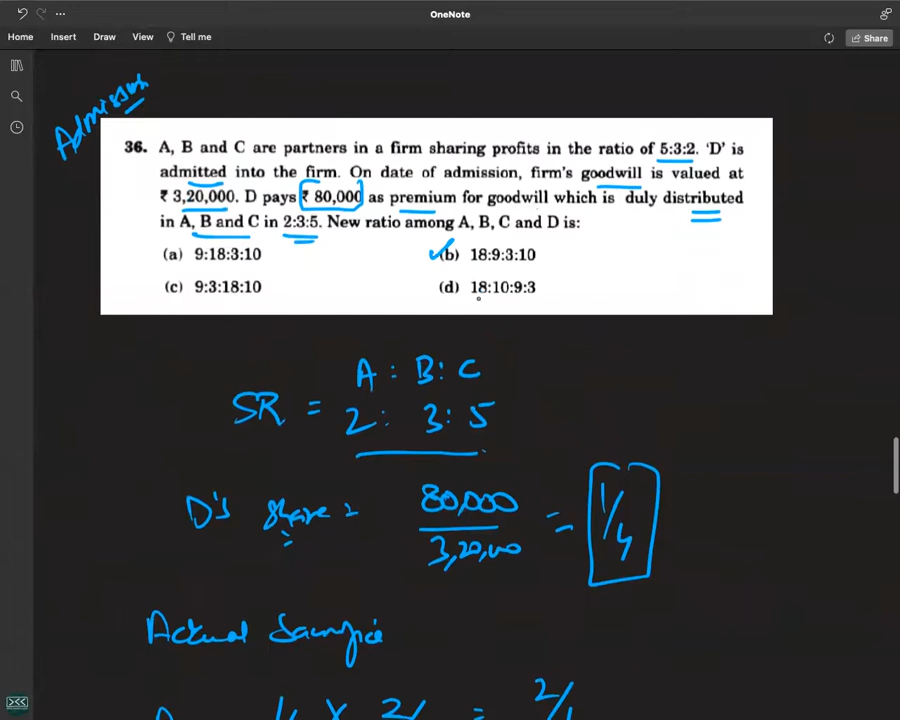 OneNote
Home Insert Draw View Tell me Share
Admission
36. A, B and C are partners in a firm sharing profits in the ratio of 5:3:2. 'D' is
admitted into the firm. On date of admission, firm's goodwill is valued at
₹ 3,20,000. D pays ₹ 80,000 as premium for goodwill which is duly distributed
in A, B and C in 2:3:5. New ratio among A, B, C and D is:
(a) 9:18:3:10 (b) 18:9:3:10
(c) 9:3:18:10 (d) 18:10:9:3
A : B : C
SR = 2 : 3 : 5
D's share = 80,000 / 3,20,000 = 1/4
Actual Sacrifice
1/4 X 2/ = 2/